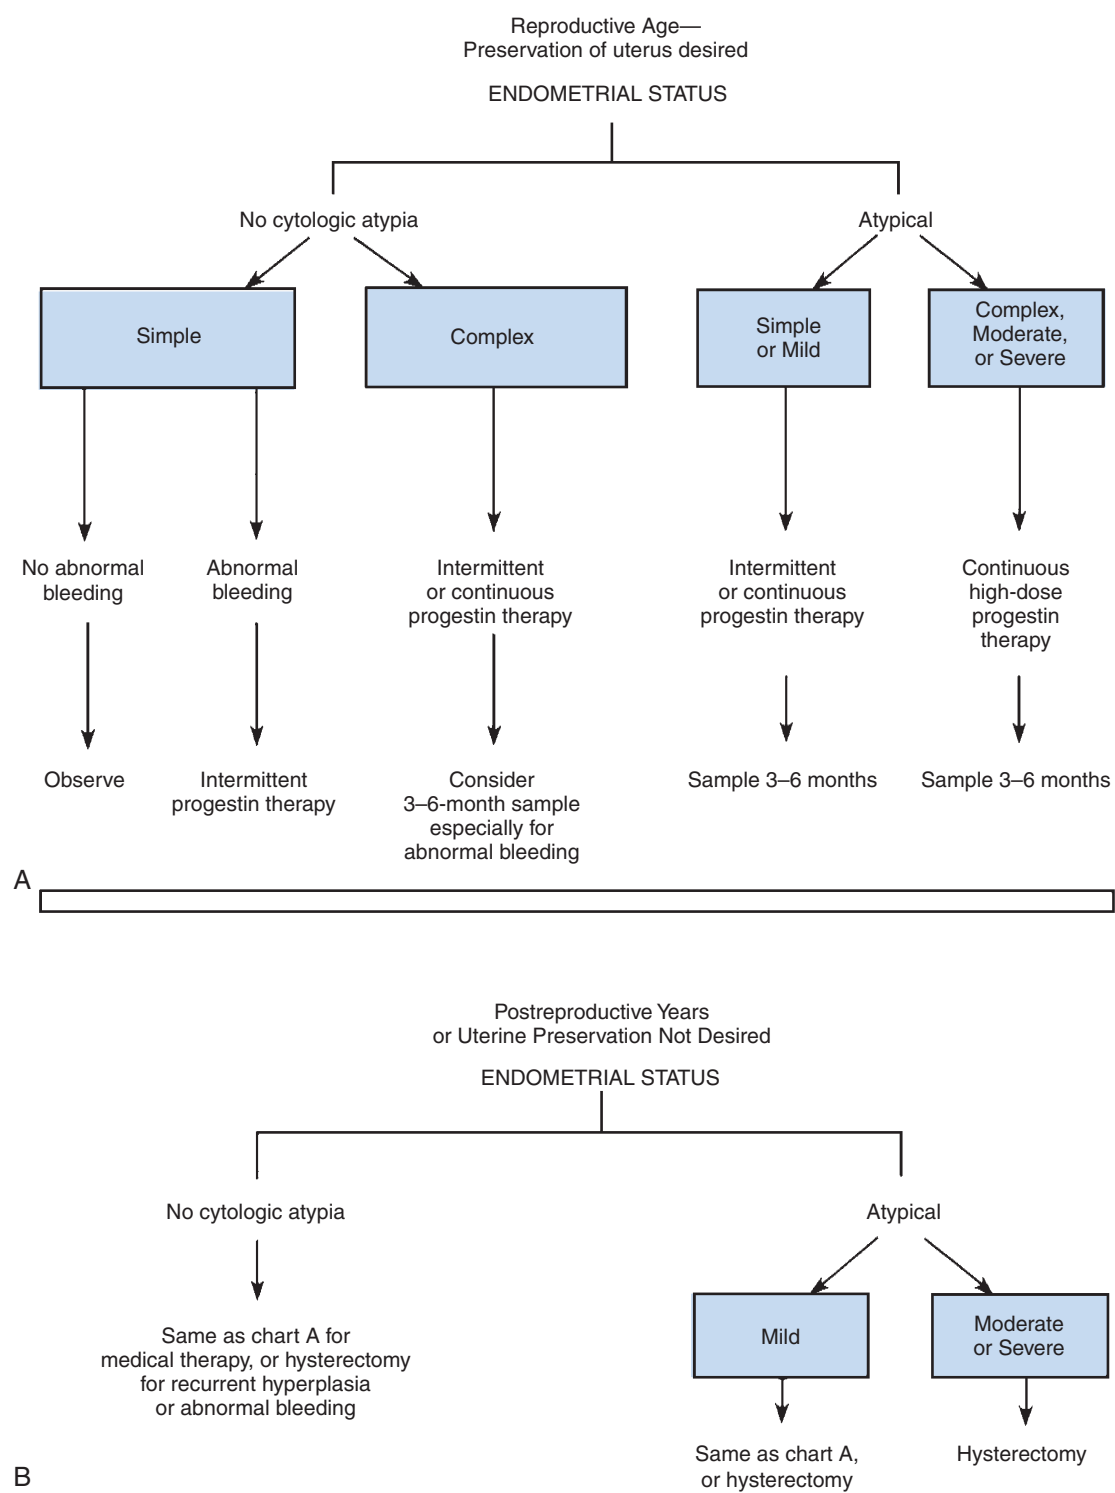 Reproductive Age—
Preservation of uterus desired
ENDOMETRIAL STATUS
No cytologic atypia
Atypical
Simple
Complex
Simple
or Mild
Complex,
Moderate,
or Severe
No abnormal
bleeding
Abnormal
bleeding
Intermittent
or continuous
progestin therapy
Intermittent
or continuous
progestin therapy
Continuous
high-dose
progestin
therapy
Observe
Intermittent
progestin therapy
Consider
3–6-month sample
especially for
abnormal bleeding
Sample 3–6 months
Sample 3–6 months
A
Postreproductive Years
or Uterine Preservation Not Desired
ENDOMETRIAL STATUS
No cytologic atypia
Atypical
Same as chart A for
medical therapy, or hysterectomy
for recurrent hyperplasia
or abnormal bleeding
Mild
Moderate
or Severe
Same as chart A,
or hysterectomy
Hysterectomy
B